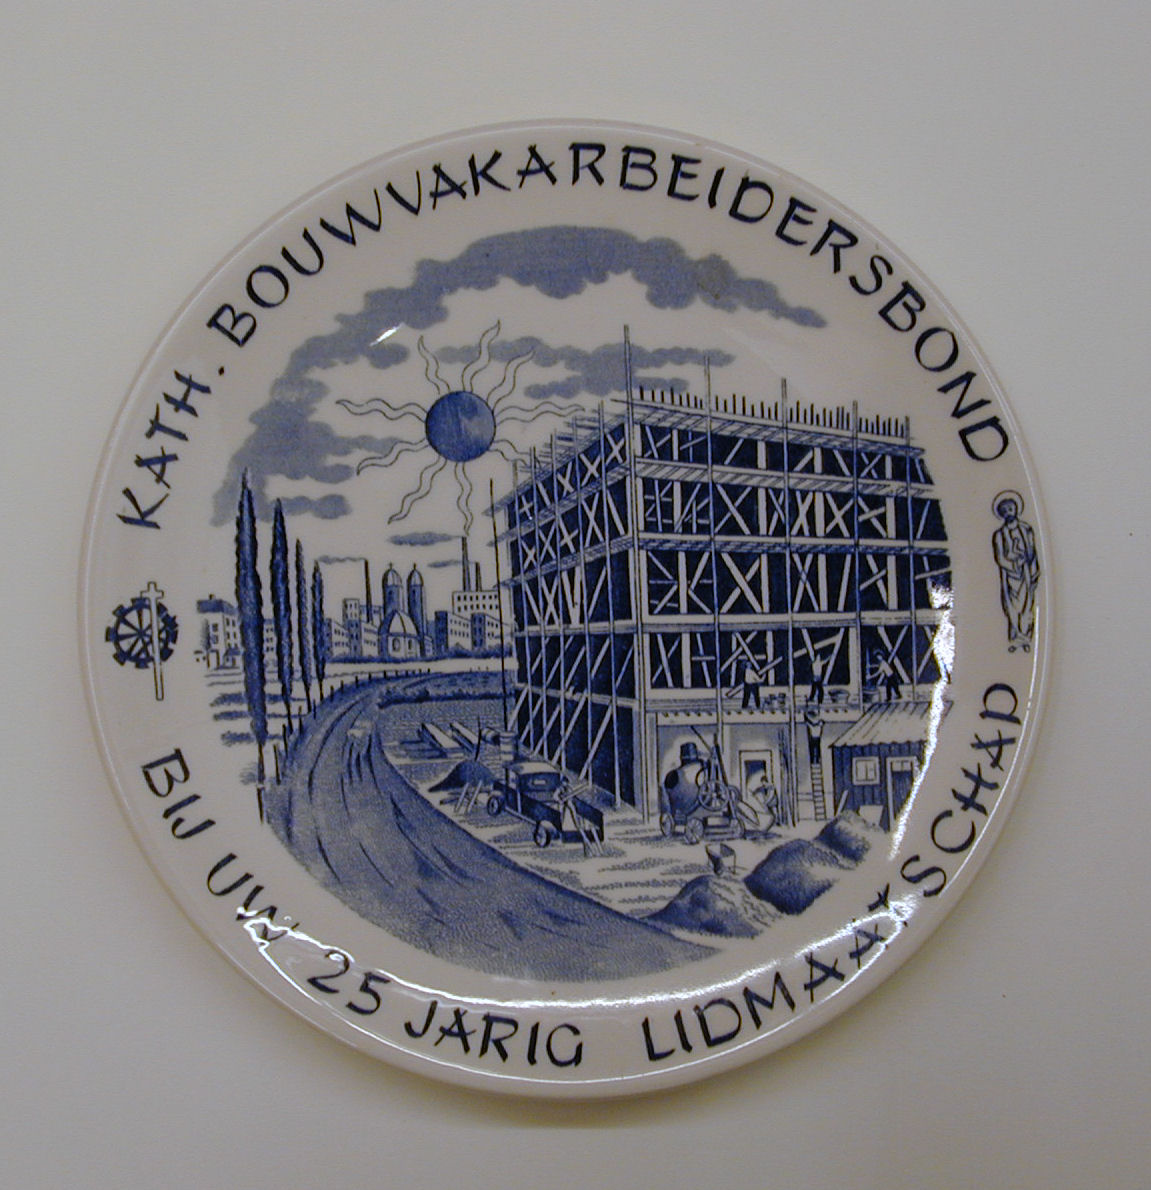 KATH. BOUWVAKARBEIDERSBOND
BIJ UW 25 JARIG LIDMAATSCHAP